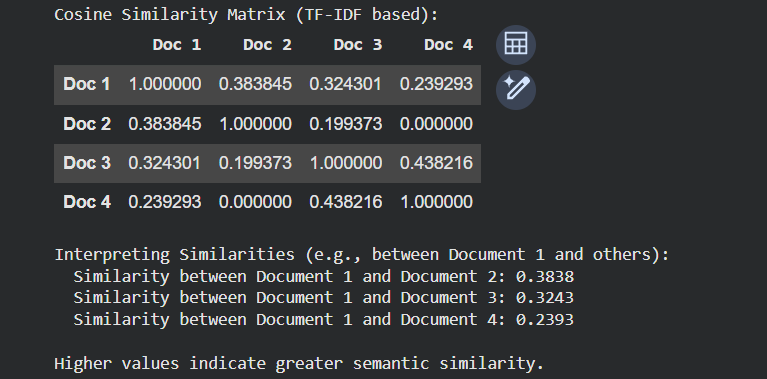 Cosine Similarity Matrix (TF-IDF based):
Doc 1 Doc 2 Doc 3 Doc 4
Doc 1 1.000000 0.383845 0.324301 0.239293
Doc 2 0.383845 1.000000 0.199373 0.000000
Doc 3 0.324301 0.199373 1.000000 0.438216
Doc 4 0.239293 0.000000 0.438216 1.000000
Interpreting Similarities (e.g., between Document 1 and others):
Similarity between Document 1 and Document 2: 0.3838
Similarity between Document 1 and Document 3: 0.3243
Similarity between Document 1 and Document 4: 0.2393
Higher values indicate greater semantic similarity.